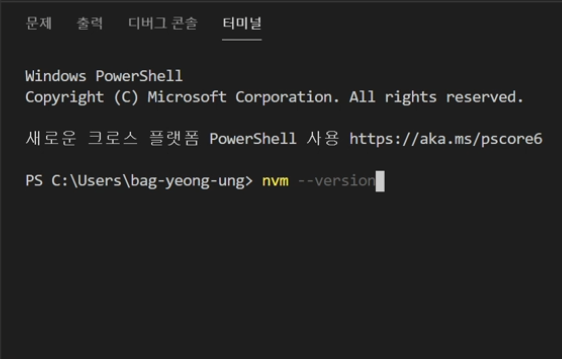 문제 출력 디버그 콘솔 터미널
Windows PowerShell
Copyright (C) Microsoft Corporation. All rights reserved.
새로운 크로스 플랫폼 PowerShell 사용 https://aka.ms/pscore6
PS C:\Users\bag-yeong-ung> nvm --version